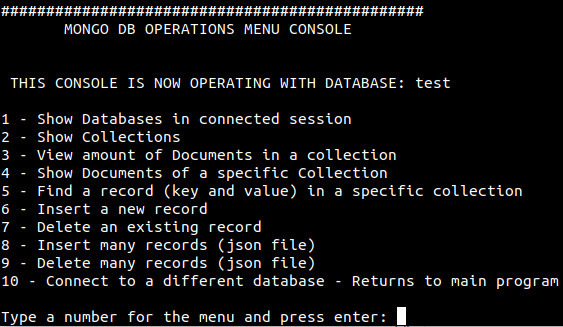 ###############################################
MONGO DB OPERATIONS MENU CONSOLE
THIS CONSOLE IS NOW OPERATING WITH DATABASE: test
1 - Show Databases in connected session
2 - Show Collections
3 - View amount of Documents in a collection
4 - Show Documents of a specific Collection
5 - Find a record (key and value) in a specific collection
6 - Insert a new record
7 - Delete an existing record
8 - Insert many records (json file)
9 - Delete many records (json file)
10 - Connect to a different database - Returns to main program
Type a number for the menu and press enter: